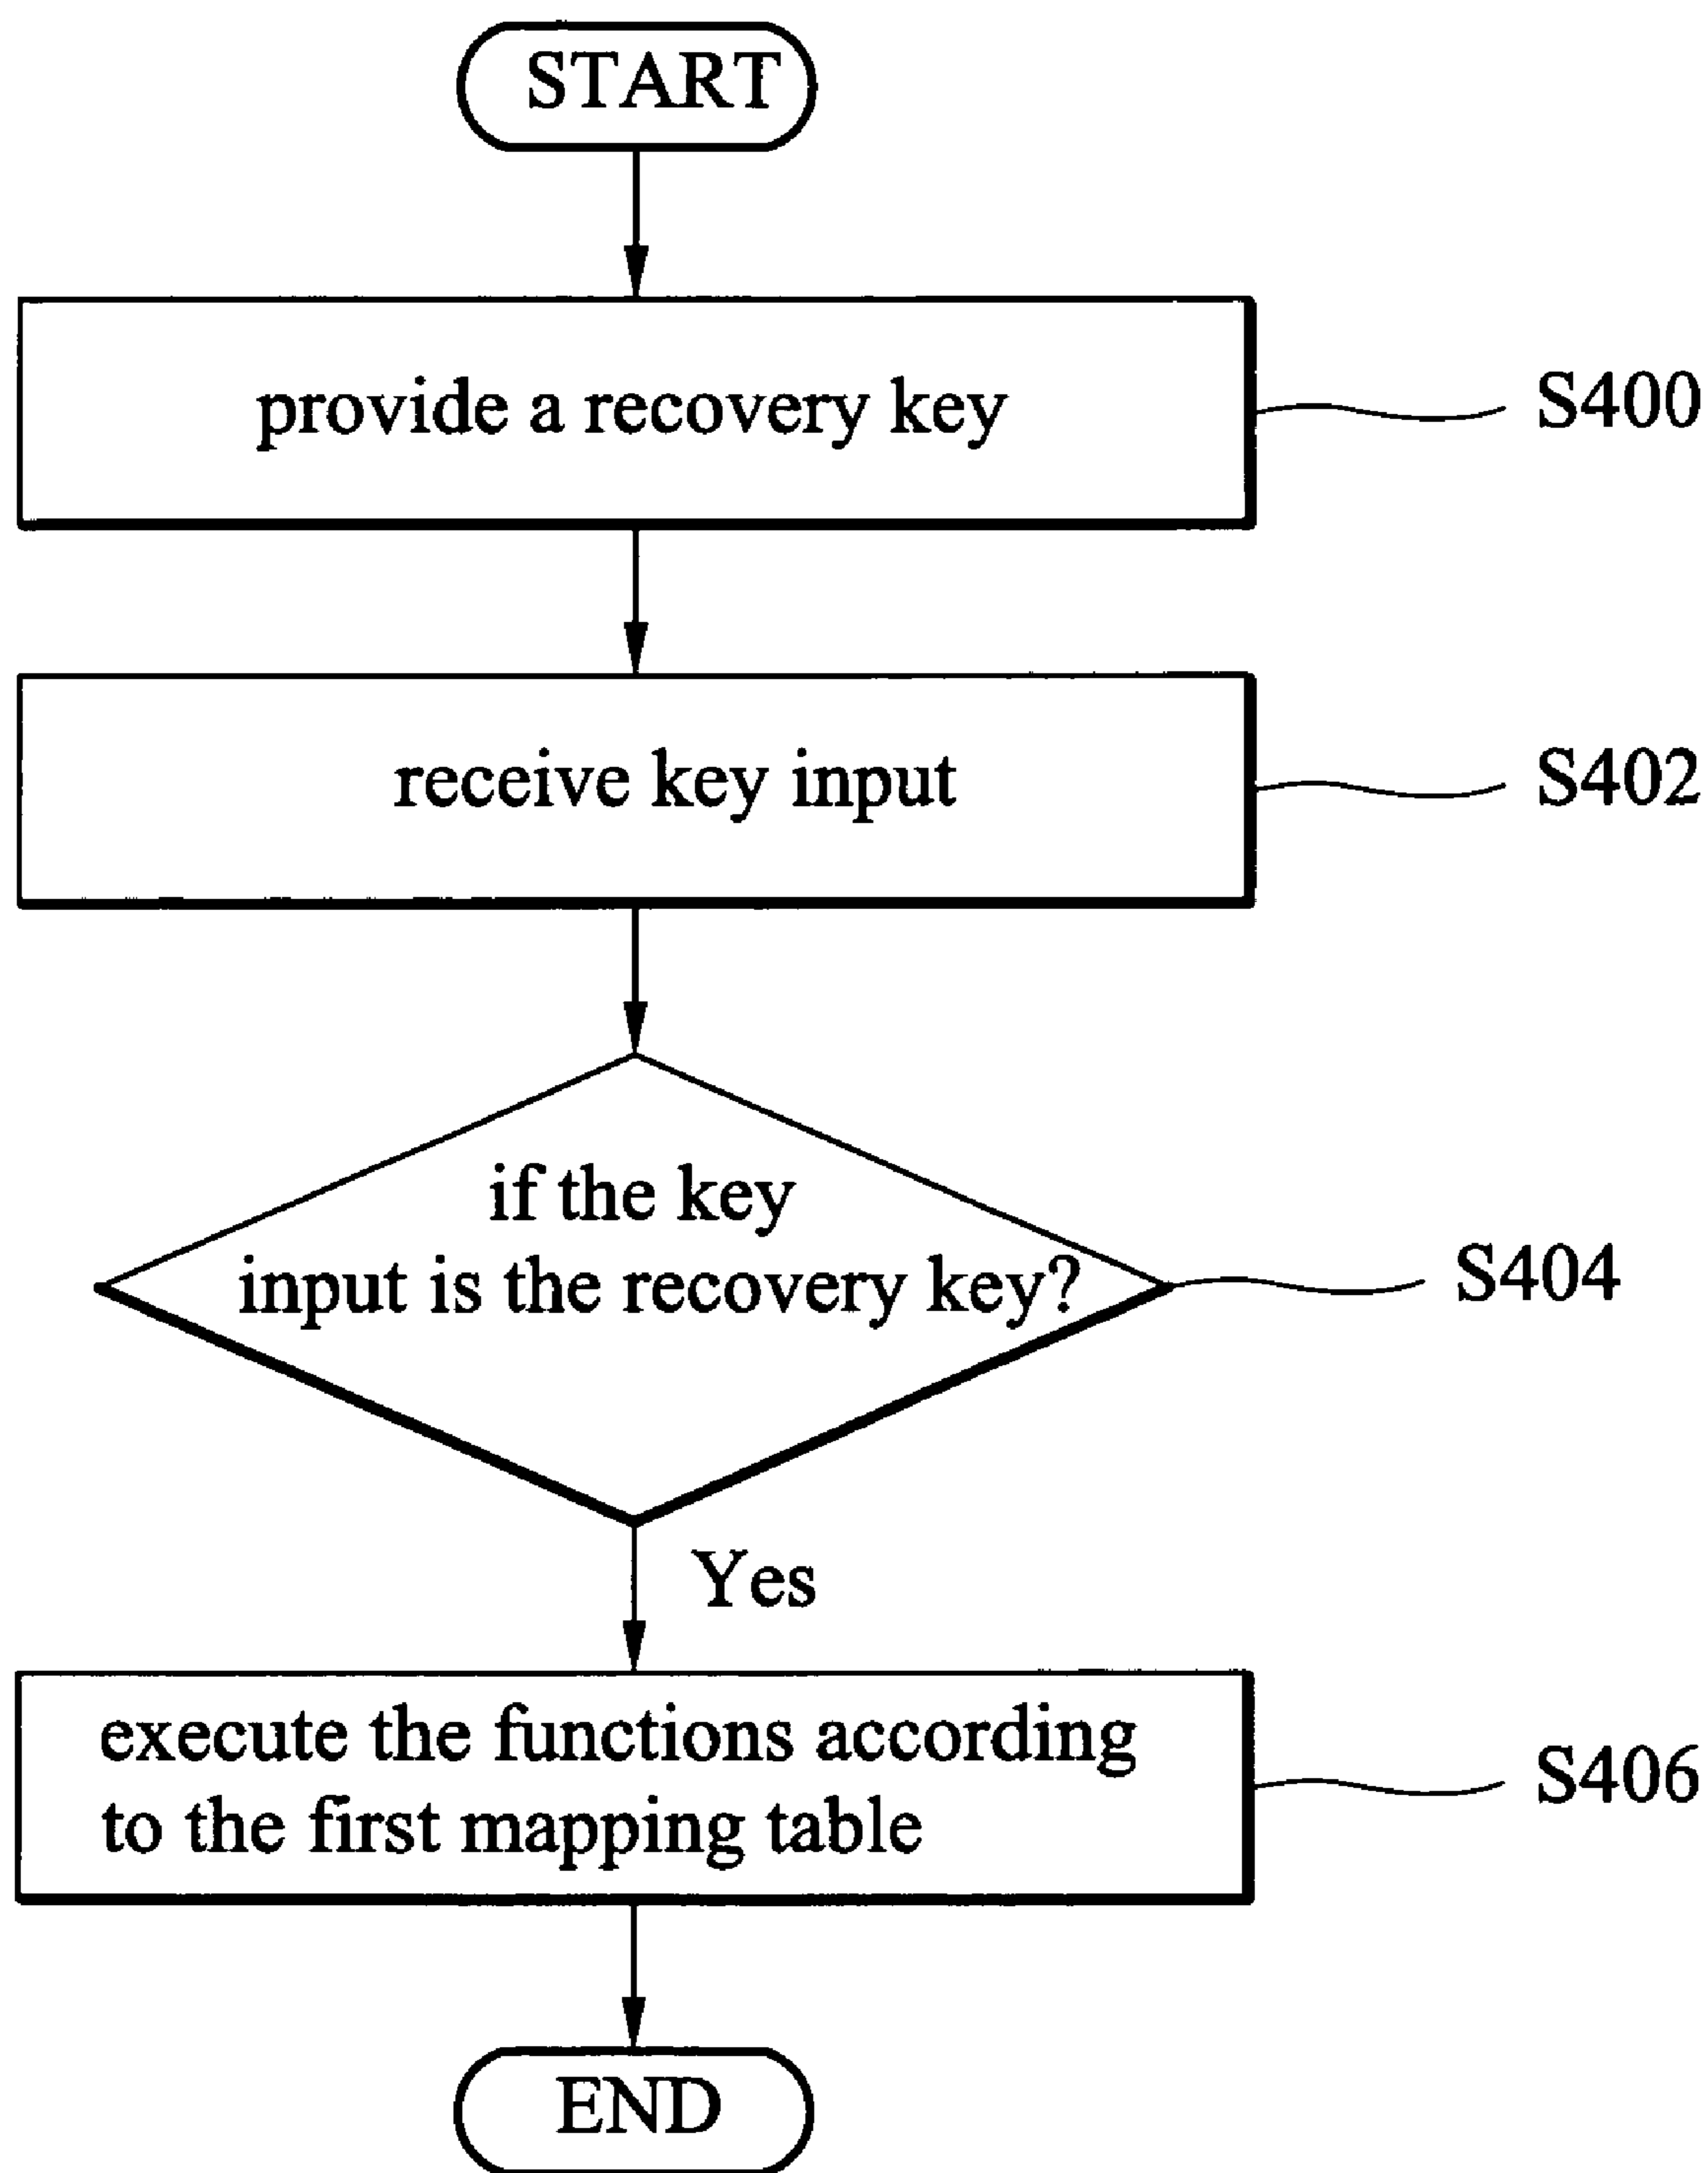 START
provide a recovery key
S400
receive key input
S402
if the key
input is the recovery key?
S404
Yes
execute the functions according
to the first mapping table
S406
END